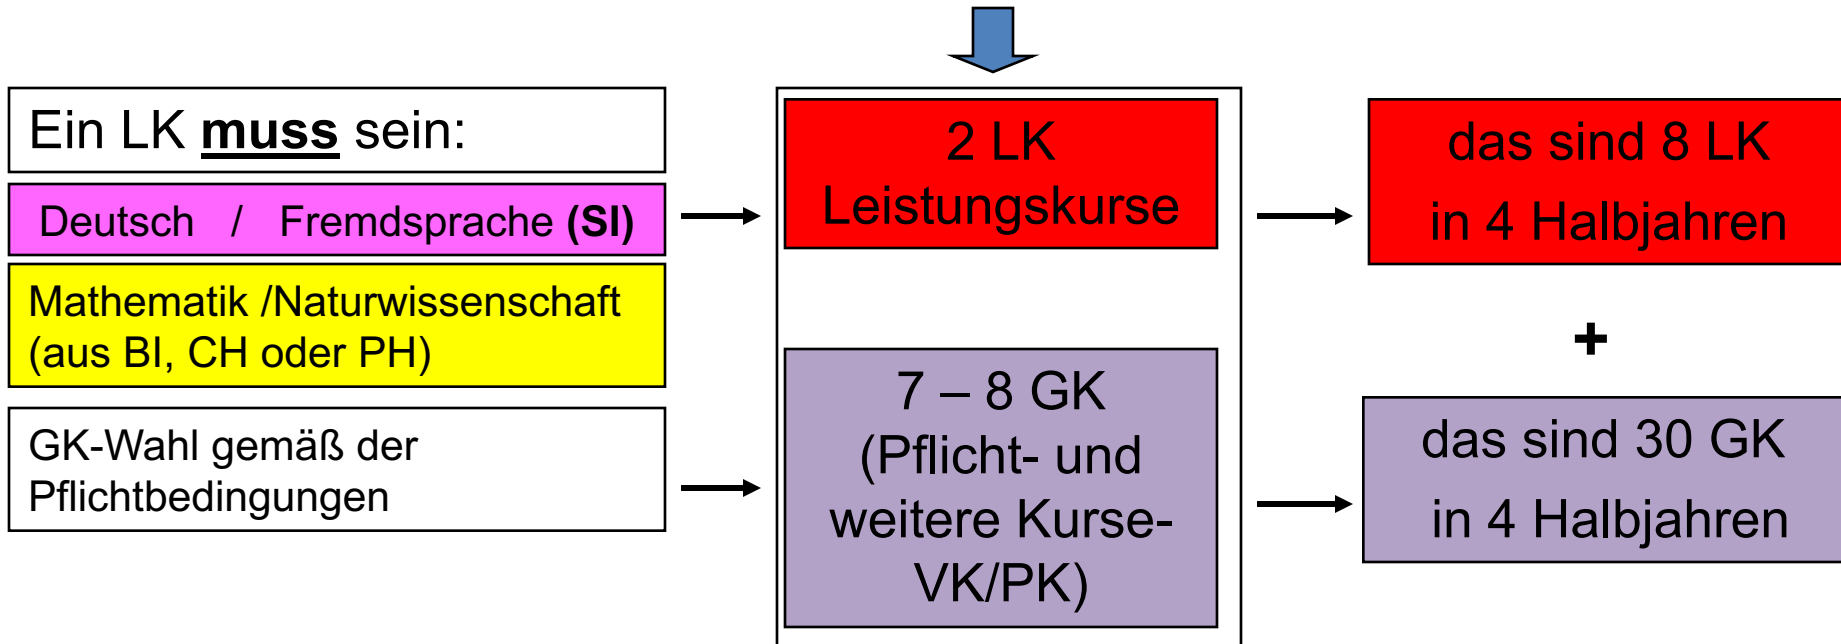 Ein LK muss sein:
Deutsch / Fremdsprache (SI)
Mathematik /Naturwissenschaft
(aus BI, CH oder PH)
GK-Wahl gemäß der
Pflichtbedingungen
2 LK
Leistungskurse
7 – 8 GK
(Pflicht- und
weitere Kurse-
VK/PK)
das sind 8 LK
in 4 Halbjahren
+
das sind 30 GK
in 4 Halbjahren